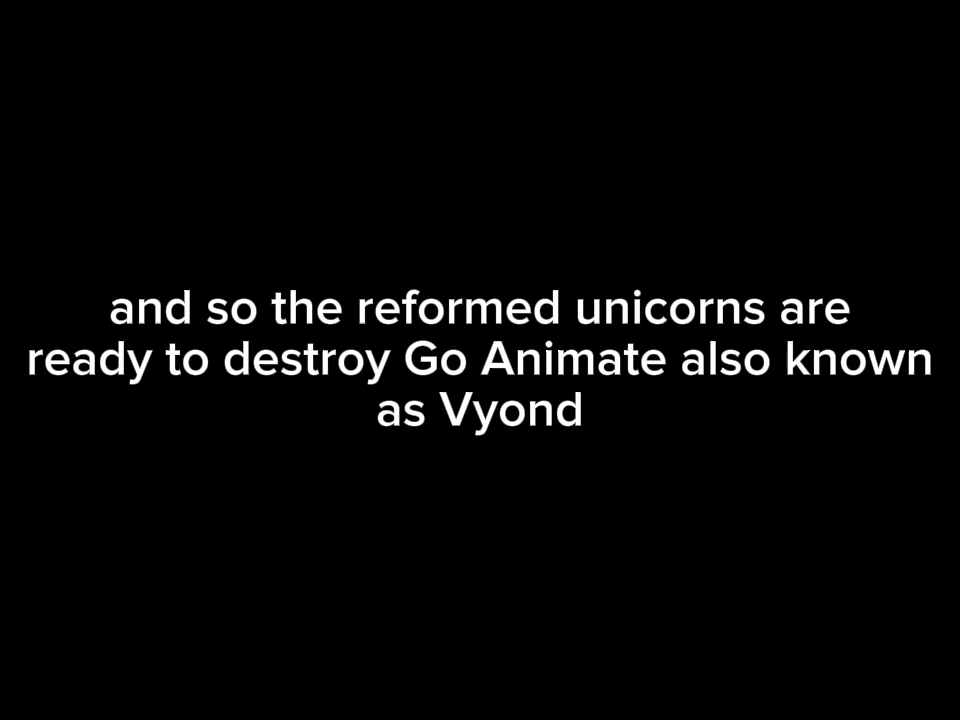 and so the reformed unicorns are
ready to destroy Go Animate also known
as Vyond